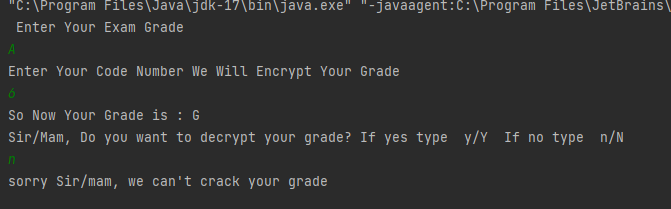 "C:\Program Files\Java\jdk-17\bin\java.exe" "-javaagent:C:\Program Files\JetBrains\
Enter Your Exam Grade
A
Enter Your Code Number We Will Encrypt Your Grade
6
So Now Your Grade is : G
Sir/Mam, Do you want to decrypt your grade? If yes type  y/Y  If no type  n/N
n
sorry Sir/mam, we can't crack your grade